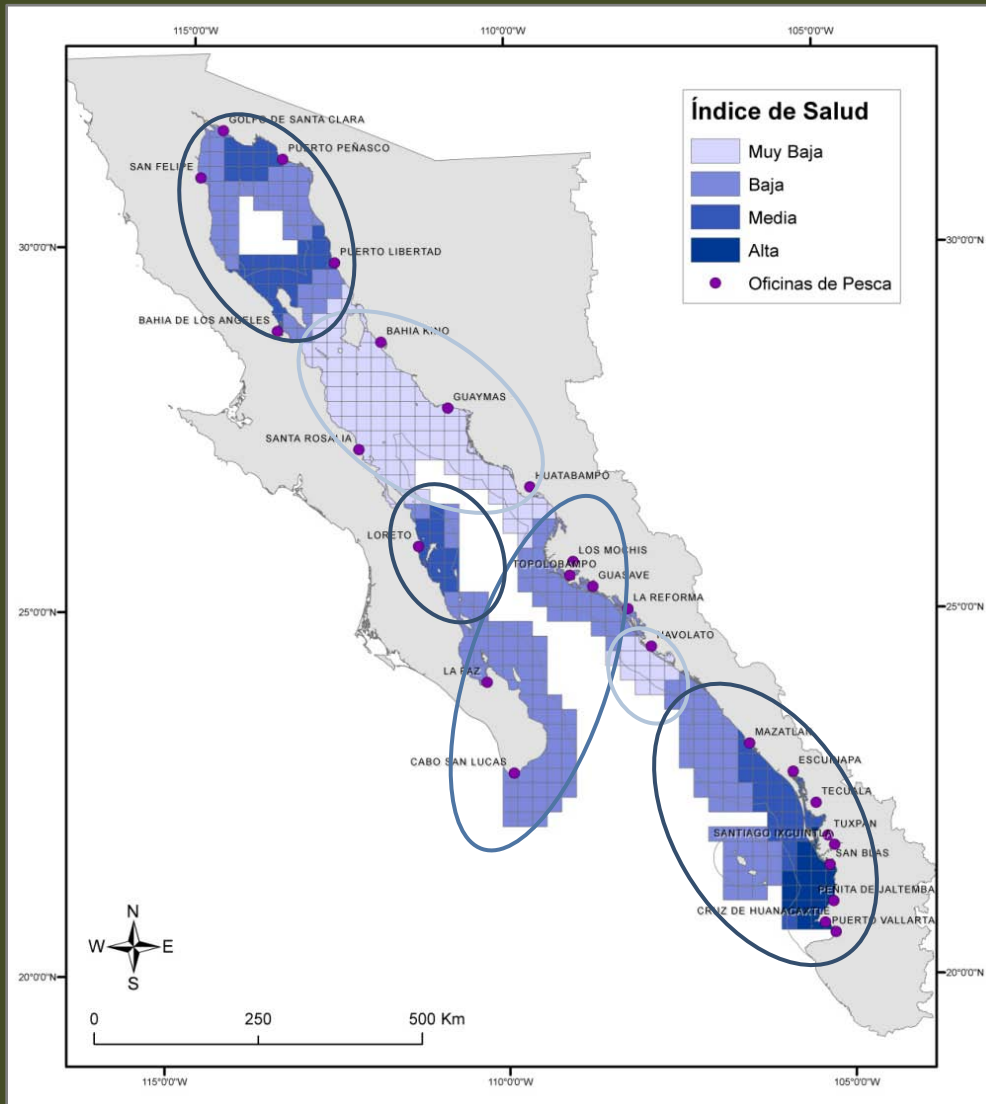 115°0'0"W
110°0'0"W
105°0'0"W
Índice de Salud
Muy Baja
Baja
Media
Alta
Oficinas de Pesca
GOLFO DE SANTA CLARA
PUERTO PEÑASCO
SAN FELIPE
30°0'0"N
30°0'0"N
PUERTO LIBERTAD
BAHIA DE LOS ANGELES
BAHIA KINO
GUAYMAS
SANTA ROSALIA
HUATABAMPO
LORETO
LOS MOCHIS
TOPOLOBAMPO
GUASAVE
LA REFORMA
25°0'0"N
25°0'0"N
NAVOLATO
LA PAZ
MAZATLAN
CABO SAN LUCAS
ESCUINAPA
TECUALA
TUXPAN
SANTIAGO IXCUINTLA
SAN BLAS
PEÑITA DE JALTEMBA
CRUZ DE HUANACAXTLE
PUERTO VALLARTA
N
W
E
S
20°0'0"N
20°0'0"N
0
250
500 Km
115°0'0"W
110°0'0"W
105°0'0"W